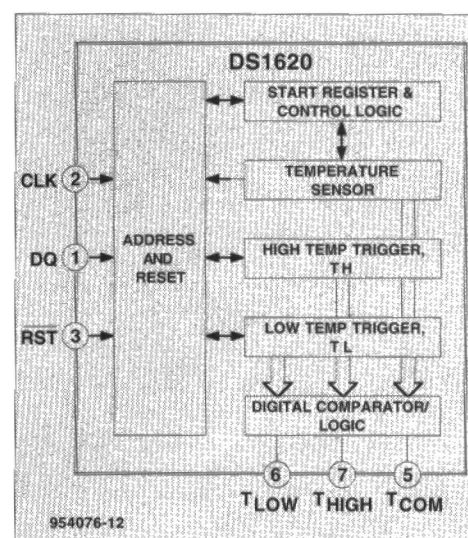 DS1620
START REGISTER &
CONTROL LOGIC
TEMPERATURE
SENSOR
CLK 2
DQ 1
RST 3
ADDRESS
AND
RESET
HIGH TEMP TRIGGER,
TH
LOW TEMP TRIGGER,
TL
DIGITAL COMPARATOR/
LOGIC
6 7 5
TLOW THIGH TCOM
954076-12